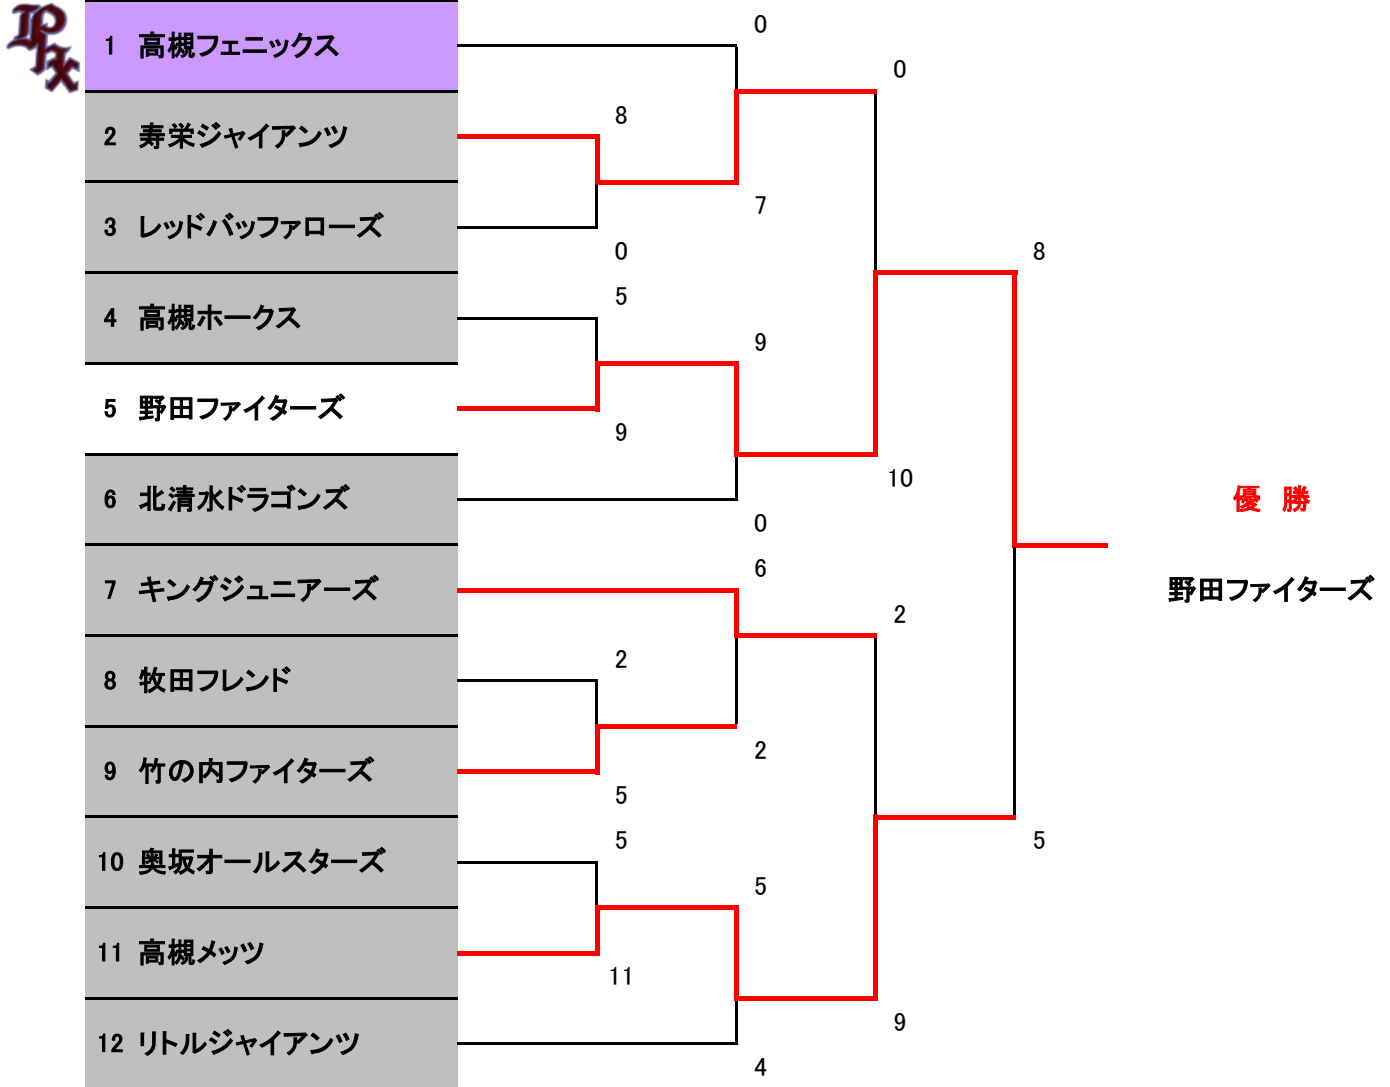 Phx
0
1 高槻フェニックス
0
8
2 寿栄ジャイアンツ
7
3 レッドバッファローズ
0
8
5
4 高槻ホークス
9
5 野田ファイターズ
9
10
6 北清水ドラゴンズ
優 勝
0
6
7 キングジュニアーズ
野田ファイターズ
2
2
8 牧田フレンド
2
9 竹の内ファイターズ
5
5
5
10 奥坂オールスターズ
5
11 高槻メッツ
11
9
12 リトルジャイアンツ
4